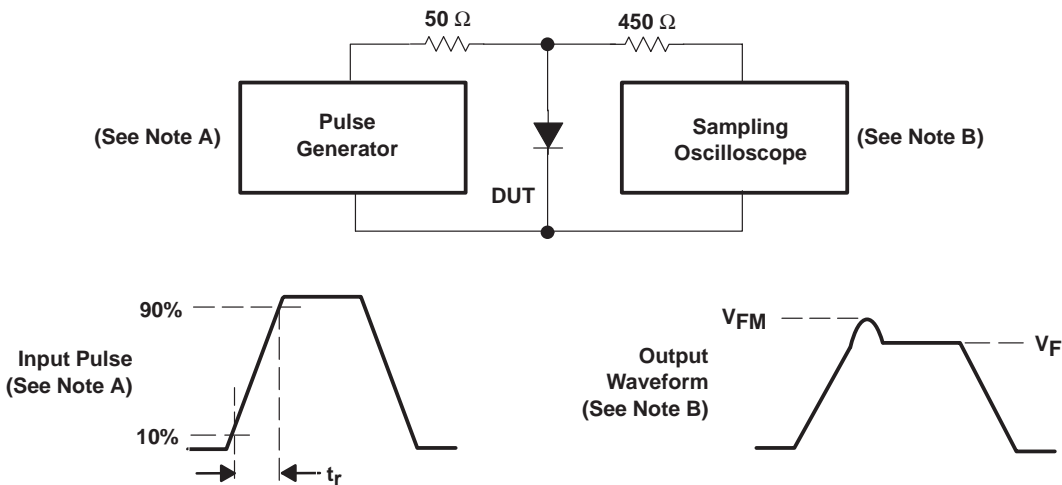 50 Ω
450 Ω
(See Note A)
Pulse
Generator
DUT
Sampling
Oscilloscope
(See Note B)
90%
Input Pulse
(See Note A)
10%
tr
VFM
Output
Waveform
(See Note B)
VF